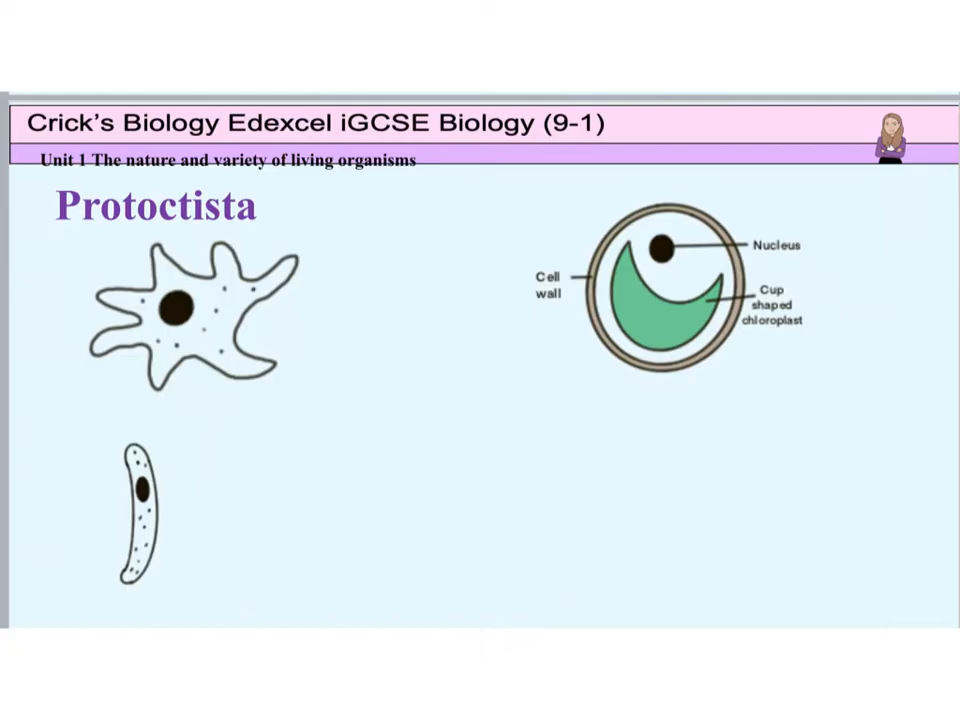 Crick's Biology Edexcel iGCSE Biology (9-1)
Unit 1 The nature and variety of living organisms
Protoctista
Nucleus
Cell
wall
Cup
shaped
chloroplast